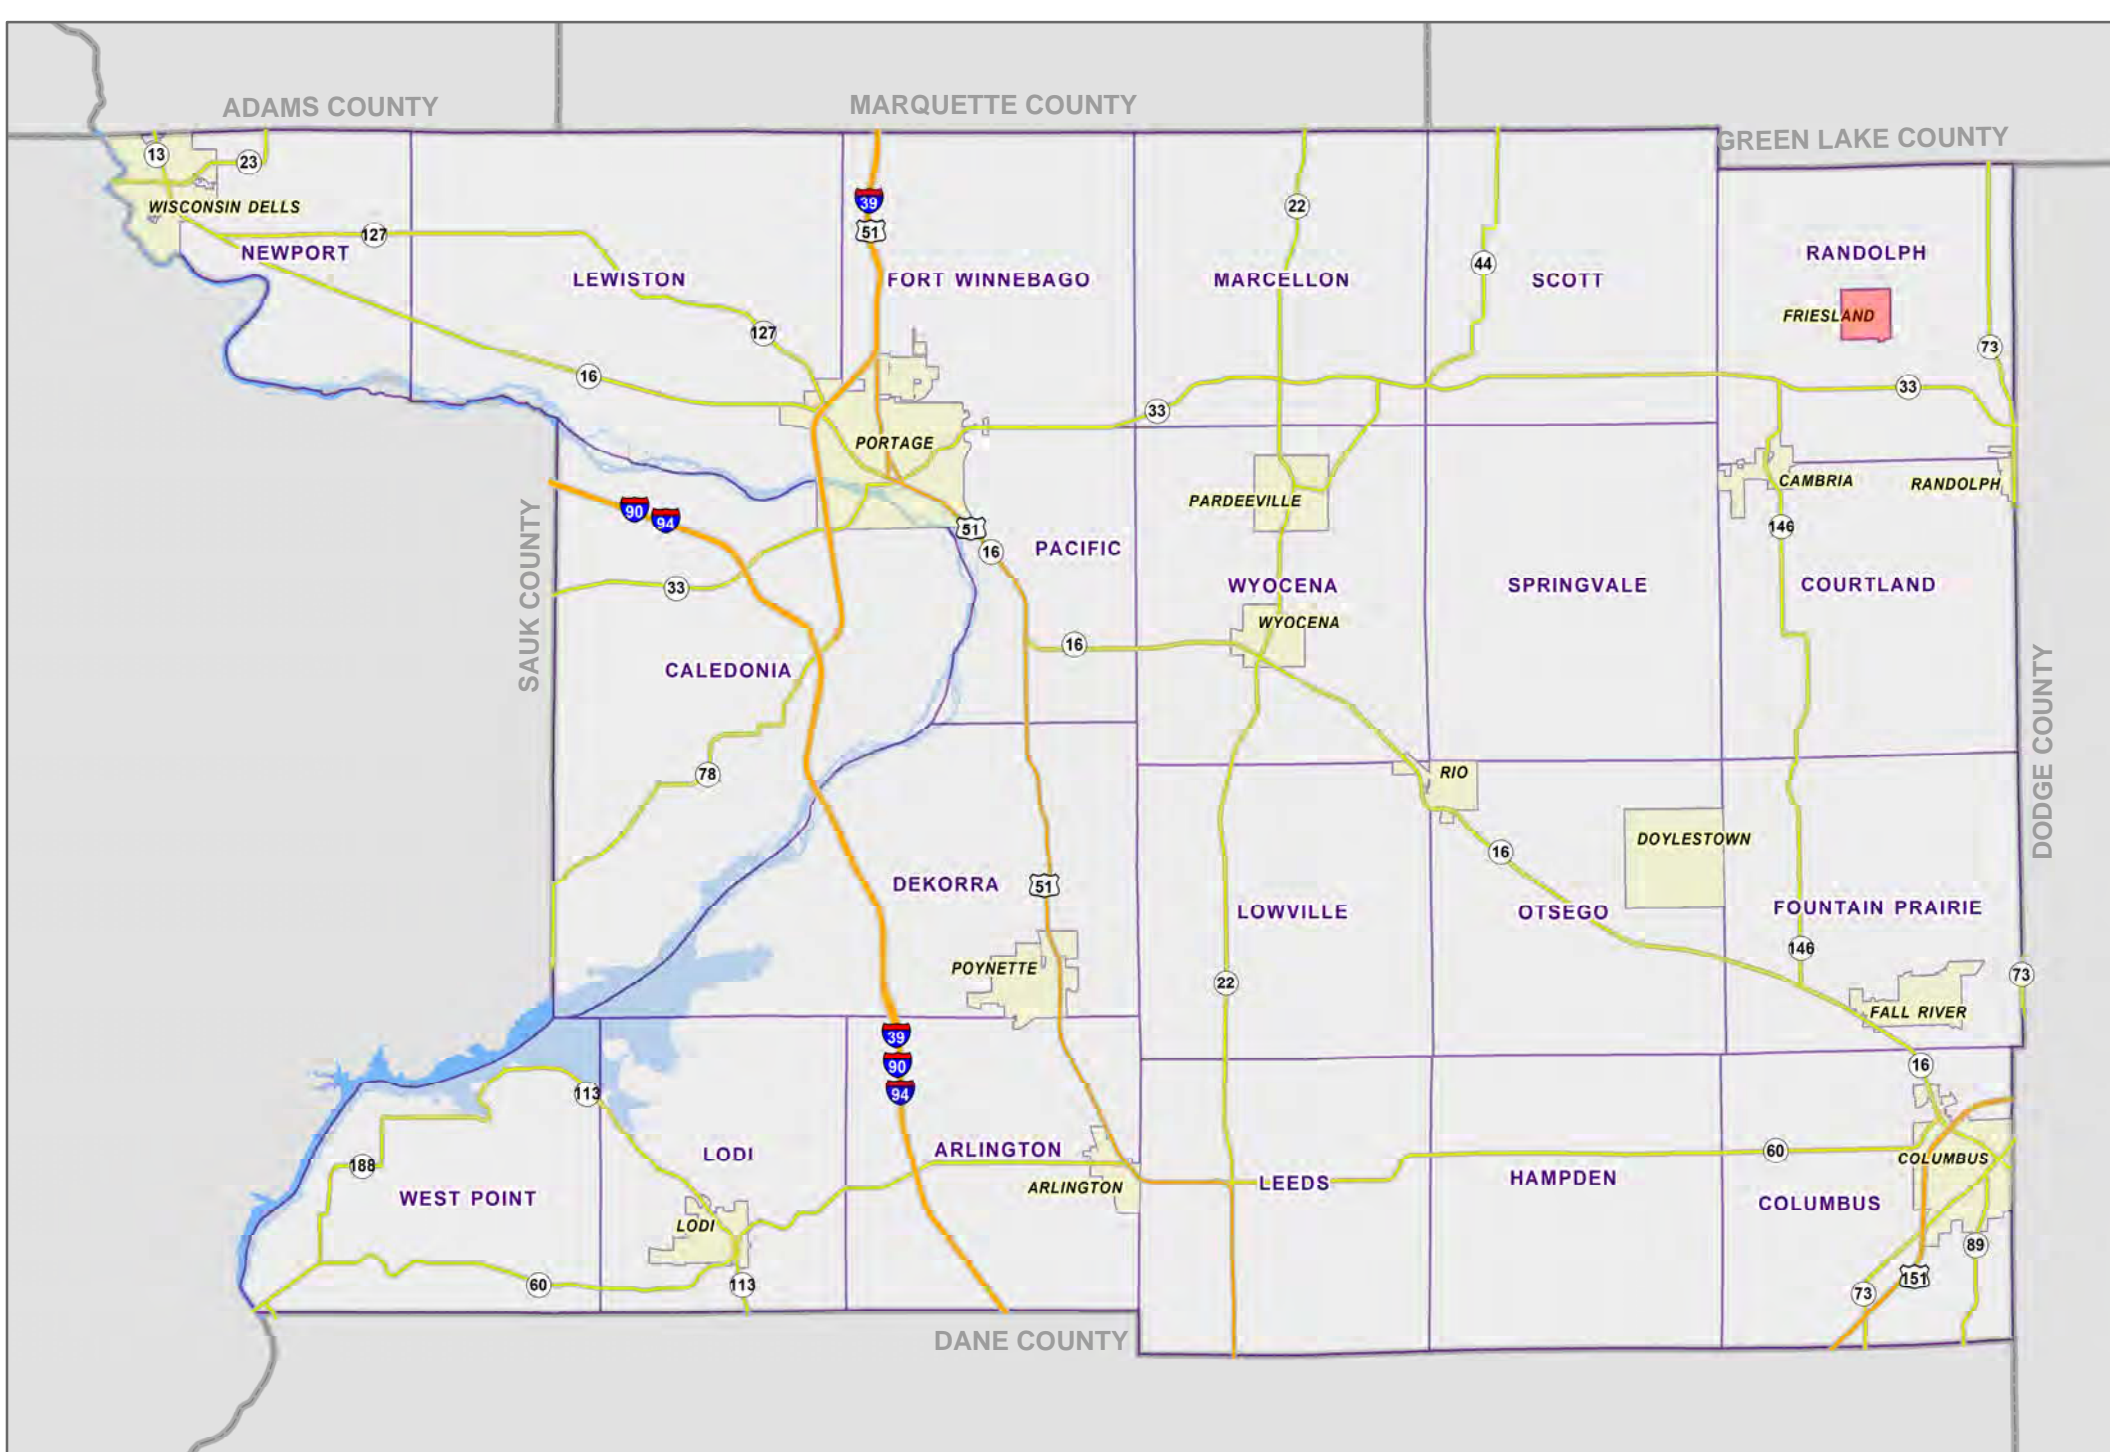 ADAMS COUNTY
MARQUETTE COUNTY
GREEN LAKE COUNTY
13
23
39
22
WISCONSIN DELLS
127
51
NEWPORT
LEWISTON
FORT WINNEBAGO
MARCELLON
44
SCOTT
RANDOLPH
FRIESLAND
127
73
16
33
33
PORTAGE
CAMBRIA
RANDOLPH
PARDEEVILLE
90
94
51
146
16
PACIFIC
SAUK COUNTY
33
WYOCENA
SPRINGVALE
COURTLAND
WYOCENA
16
CALEDONIA
DODGE COUNTY
78
RIO
DOYLESTOWN
16
DEKORRA
51
LOWVILLE
OTSEGO
FOUNTAIN PRAIRIE
146
POYNETTE
22
73
FALL RIVER
39
90
94
16
113
LODI
ARLINGTON
60
188
COLUMBUS
WEST POINT
ARLINGTON
LEEDS
HAMPDEN
COLUMBUS
LODI
89
60
113
151
73
DANE COUNTY